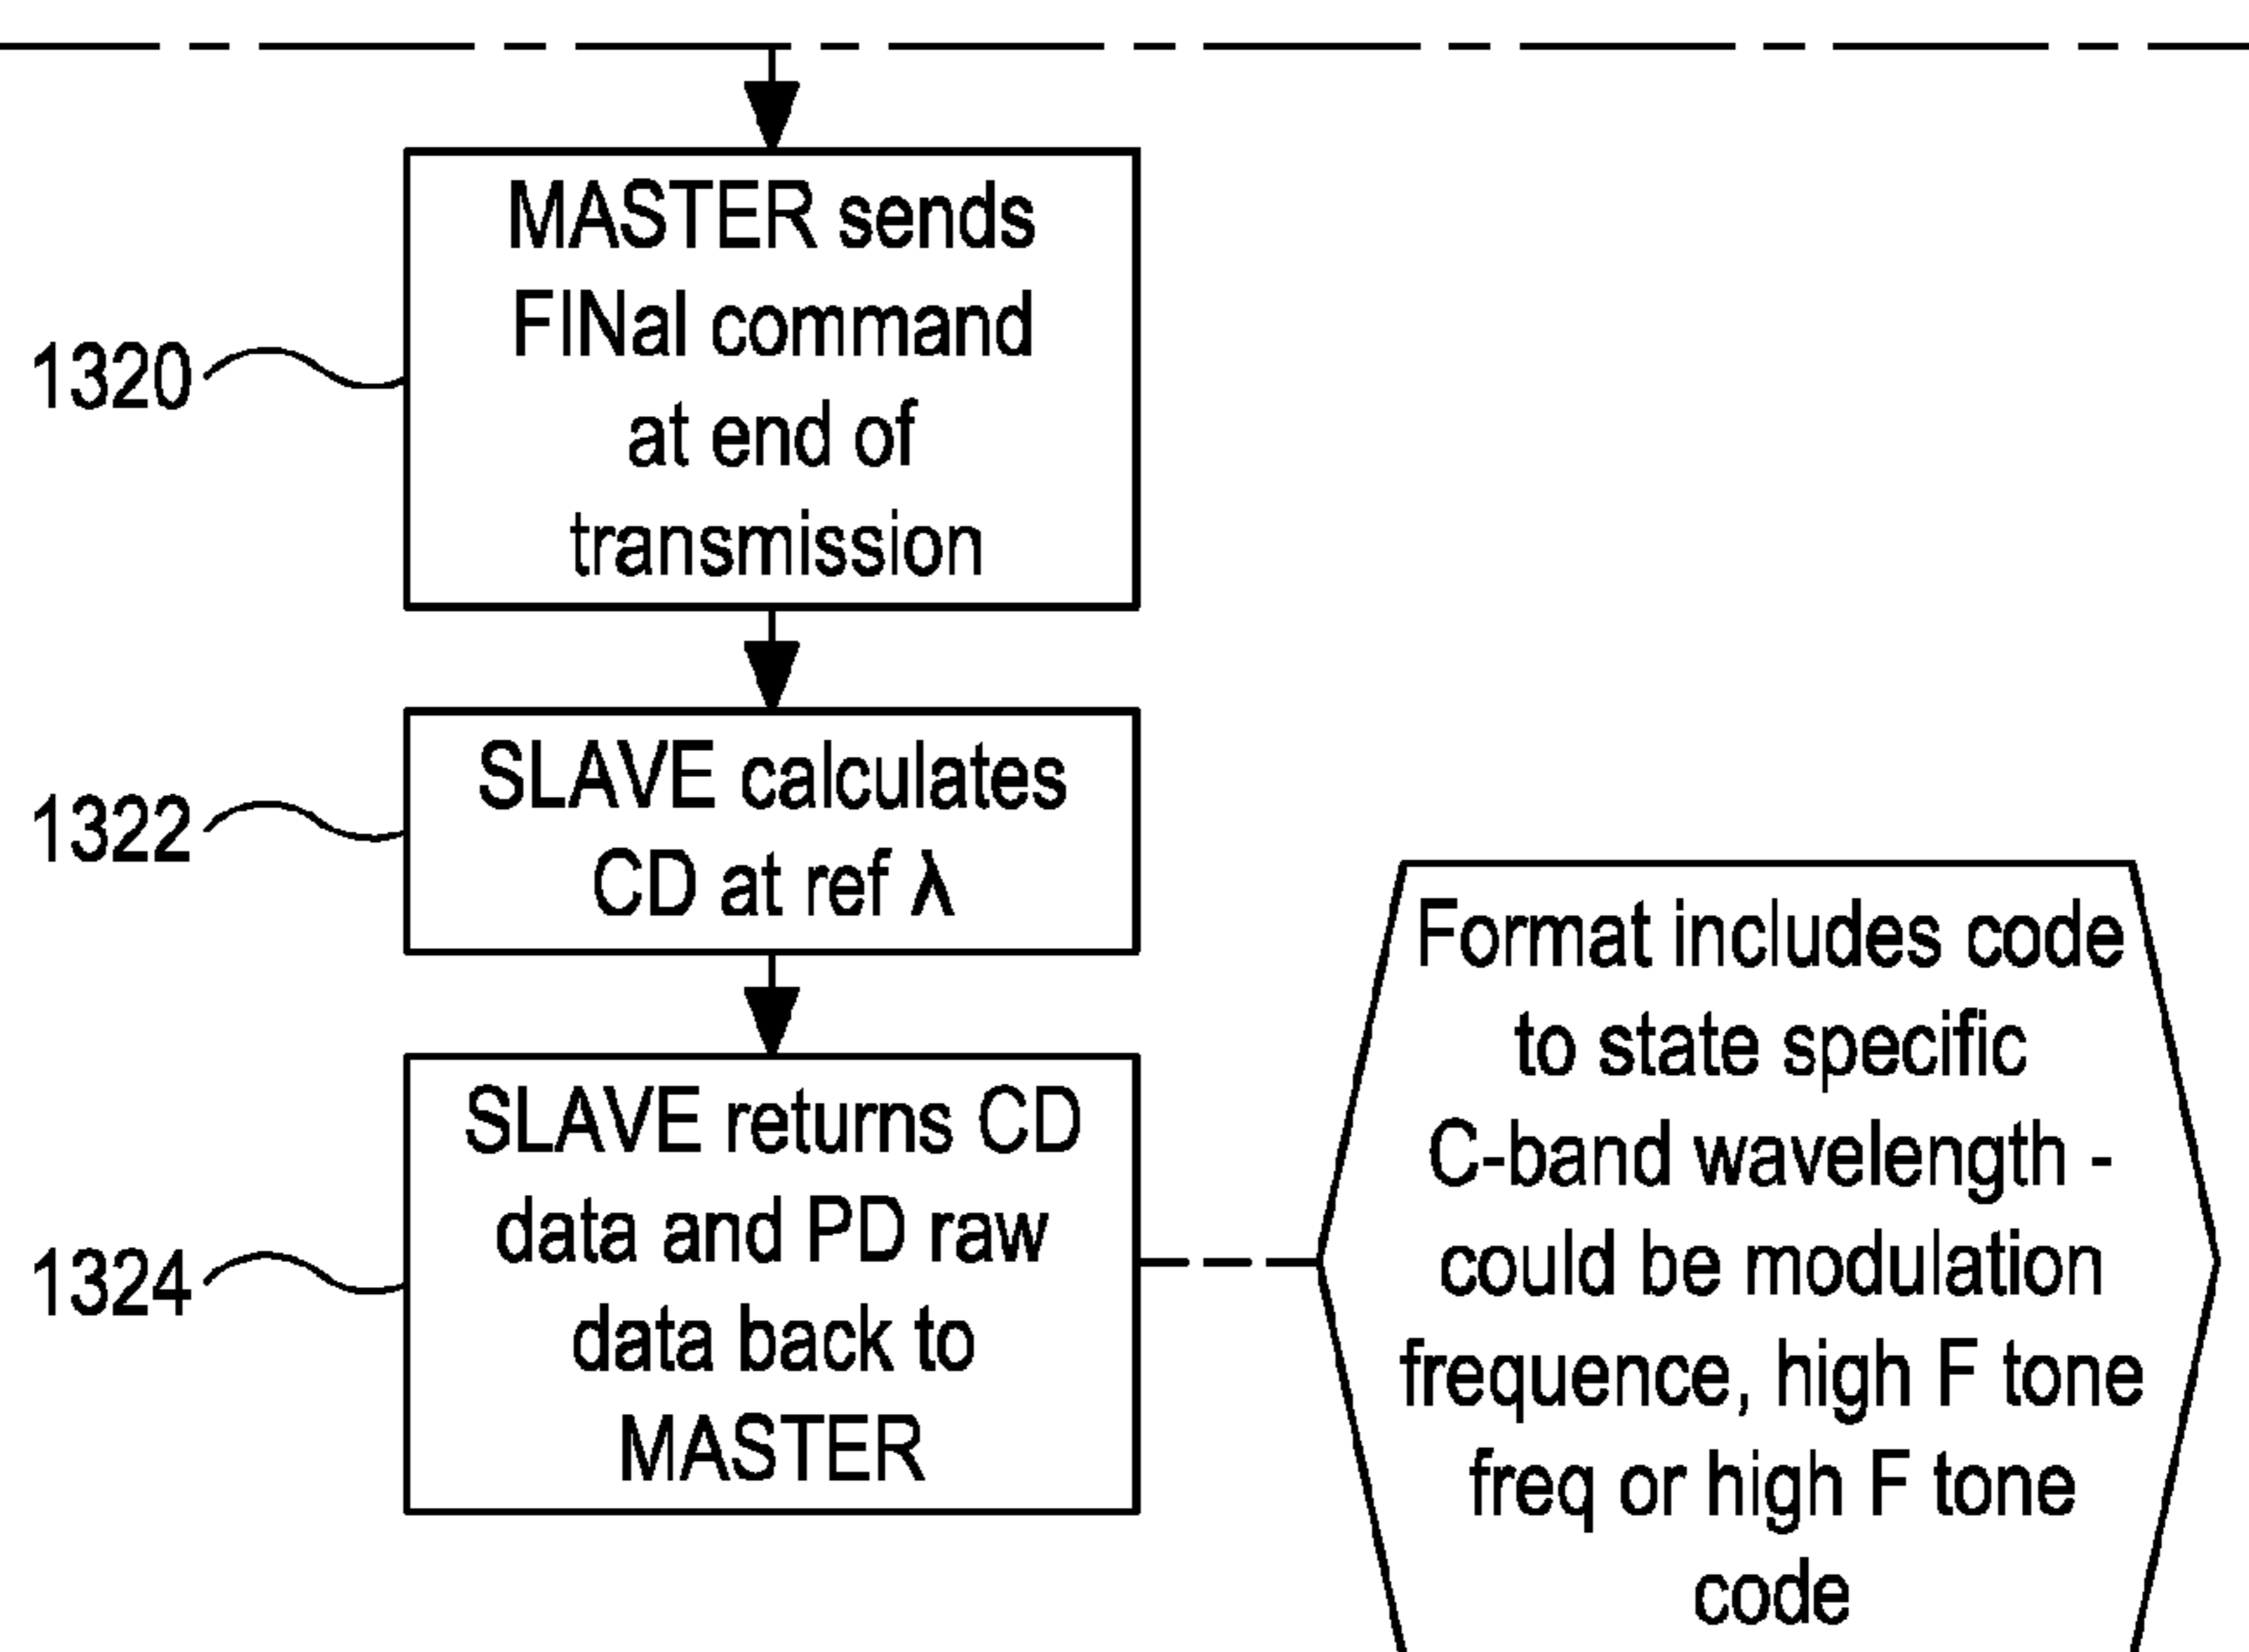 MASTER sends
FINal command
at end of
transmission
1320
SLAVE calculates
CD at ref λ
1322
SLAVE returns CD
data and PD raw
data back to
MASTER
1324
Format includes code
to state specific
C-band wavelength -
could be modulation
frequence, high F tone
freq or high F tone
code